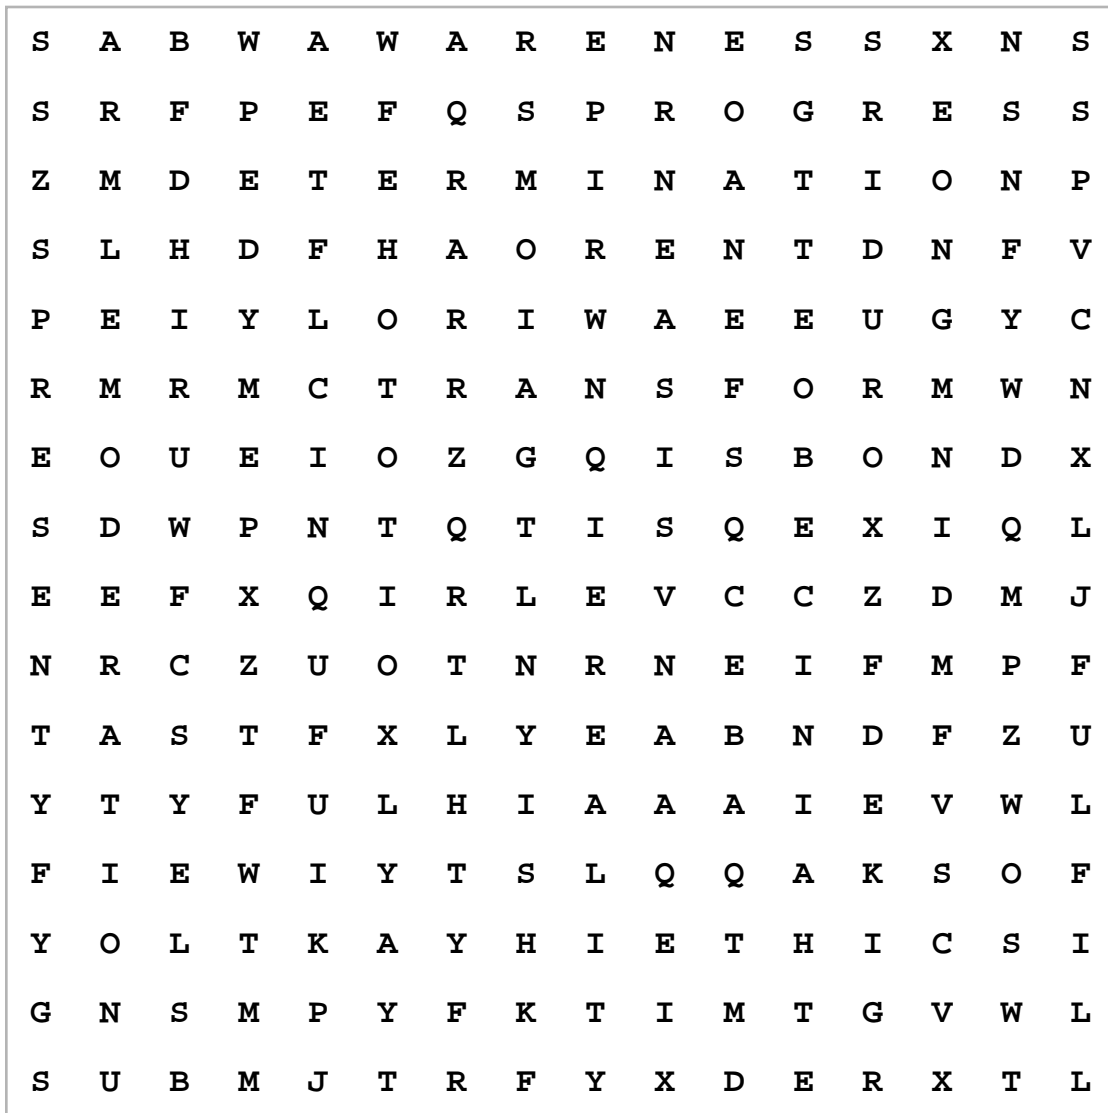 S A B W A W A R E N E S S X N S
S R F P E F Q S P R O G R E S S
Z M D E T E R M I N A T I O N P
S L H D F H A O R E N T D N F V
P E I Y L O R I W A E E U G Y C
R M R M C T R A N S F O R M W N
E O U E I O Z G Q I S B O N D X
S D W P N T Q T I S Q E X I Q L
E E F X Q I R L E V C C Z D M J
N R C Z U O T N R N E I F M P F
T A S T F X L Y E A B N D F Z U
Y T Y F U L H I A A A I E V W L
F I E W I Y T S L Q Q A K S O F
Y O L T K A Y H I E T H I C S I
G N S M P Y F K T I M T G V W L
S U B M J T R F Y X D E R X T L